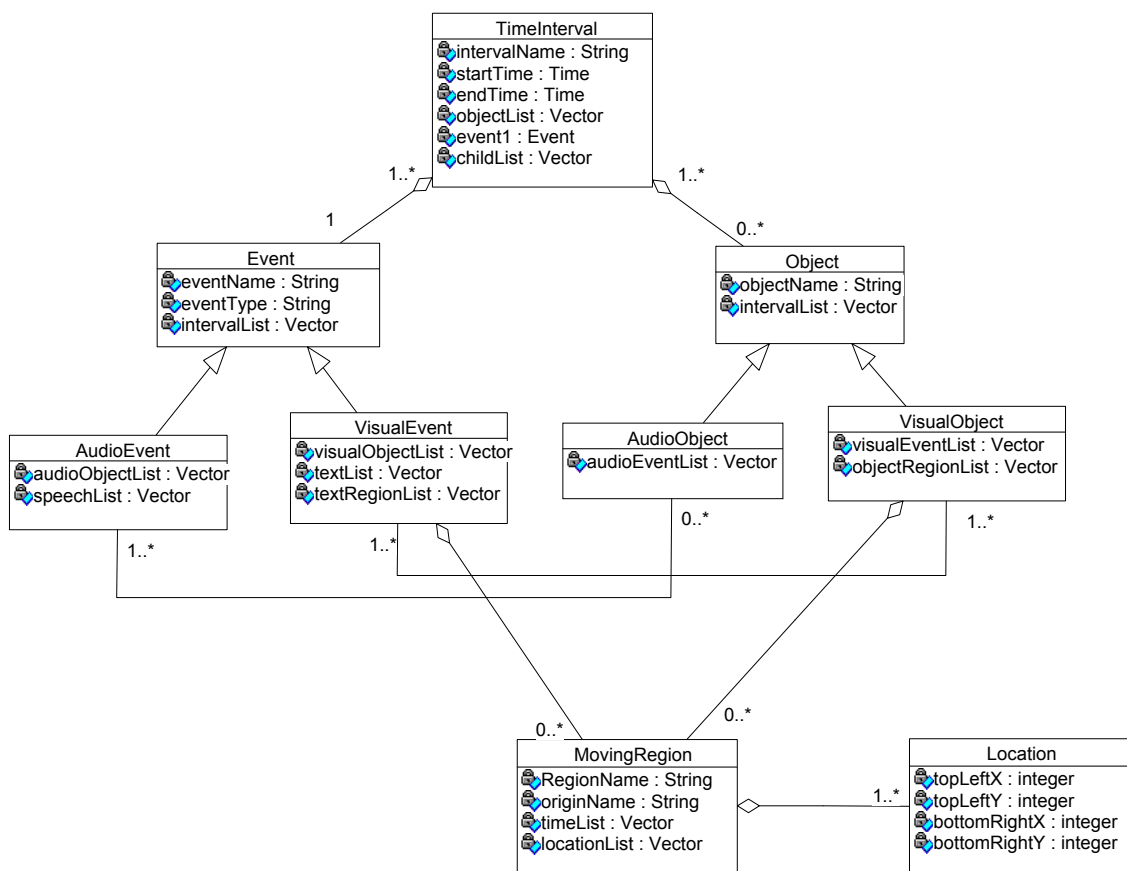 TimeInterval
intervalName : String
startTime : Time
endTime : Time
objectList : Vector
event1 : Event
childList : Vector
1..*
1..*
1
0..*
Event
eventName : String
eventType : String
intervalList : Vector
Object
objectName : String
intervalList : Vector
AudioEvent
audioObjectList : Vector
speechList : Vector
VisualEvent
visualObjectList : Vector
textList : Vector
textRegionList : Vector
AudioObject
audioEventList : Vector
VisualObject
visualEventList : Vector
objectRegionList : Vector
1..*
1..*
0..*
1..*
0..*
0..*
MovingRegion
RegionName : String
originName : String
timeList : Vector
locationList : Vector
1..*
Location
topLeftX : integer
topLeftY : integer
bottomRightX : integer
bottomRightY : integer